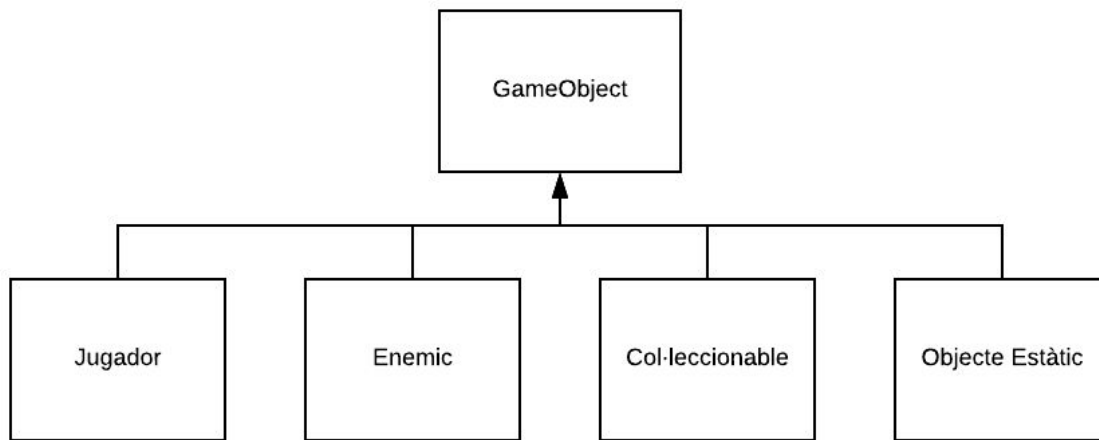 GameObject
Jugador
Enemic
Col·leccionable
Objecte Estàtic